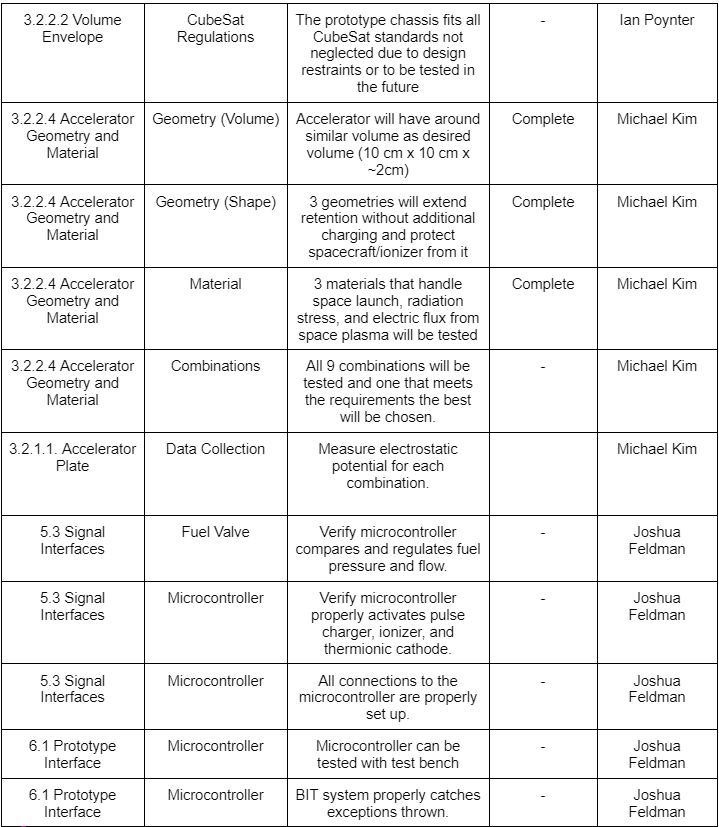 3.2.2.2 Volume
Envelope
CubeSat
Regulations
The prototype chassis fits all
CubeSat standards not
neglected due to design
restraints or to be tested in
the future
-
Ian Poynter
3.2.2.4 Accelerator
Geometry and
Material
Geometry (Volume)
Accelerator will have around
similar volume as desired
volume (10 cm x 10 cm x
~2cm)
Complete
Michael Kim
3.2.2.4 Accelerator
Geometry and
Material
Geometry (Shape)
3 geometries will extend
retention without additional
charging and protect
spacecraft/ionizer from it
Complete
Michael Kim
3.2.2.4 Accelerator
Geometry and
Material
Material
3 materials that handle
space launch, radiation
stress, and electric flux from
space plasma will be tested
Complete
Michael Kim
3.2.2.4 Accelerator
Geometry and
Material
Combinations
All 9 combinations will be
tested and one that meets
the requirements the best
will be chosen.
-
Michael Kim
3.2.1.1. Accelerator
Plate
Data Collection
Measure electrostatic
potential for each
combination.
Michael Kim
5.3 Signal
Interfaces
Fuel Valve
Verify microcontroller
compares and regulates fuel
pressure and flow.
-
Joshua
Feldman
5.3 Signal
Interfaces
Microcontroller
Verify microcontroller
properly activates pulse
charger, ionizer, and
thermionic cathode.
-
Joshua
Feldman
5.3 Signal
Interfaces
Microcontroller
All connections to the
microcontroller are properly
set up.
-
Joshua
Feldman
6.1 Prototype
Interface
Microcontroller
Microcontroller can be
tested with test bench
-
Joshua
Feldman
6.1 Prototype
Interface
Microcontroller
BIT system properly catches
exceptions thrown.
-
Joshua
Feldman